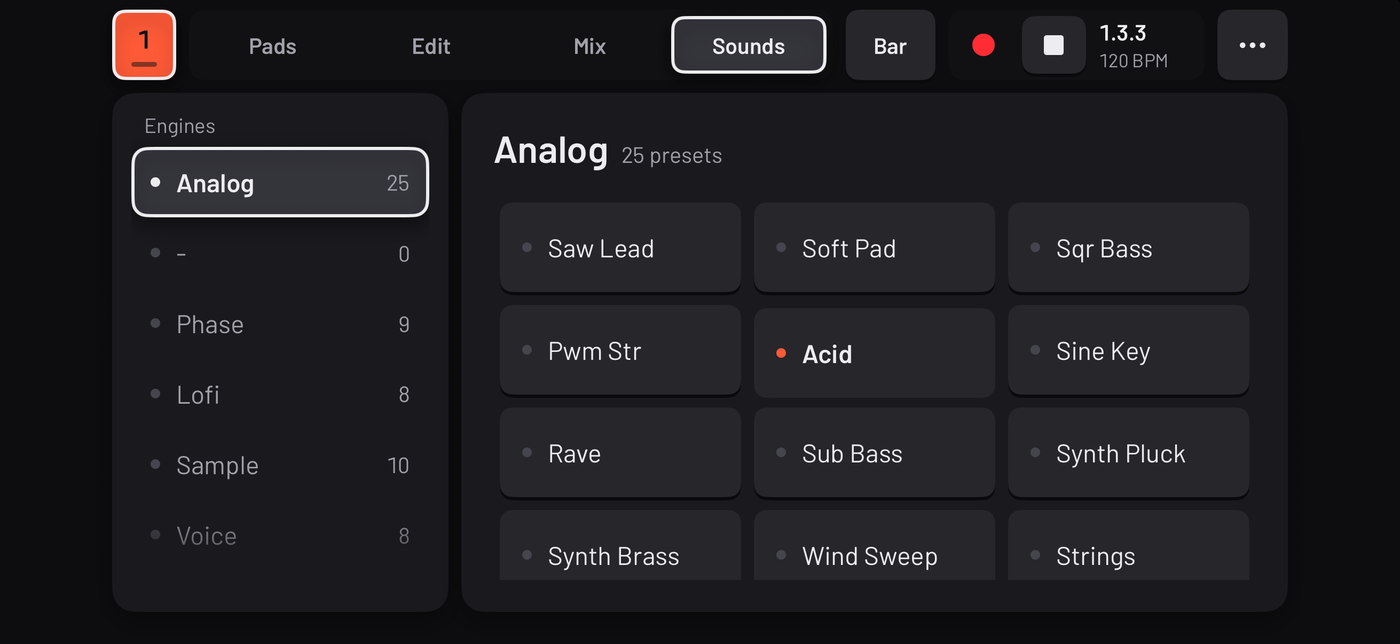 1
Pads
Edit
Mix
Sounds
Bar
1.3.3
120 BPM
Engines
Analog 25
- 0
Phase 9
Lofi 8
Sample 10
Voice 8
Analog 25 presets
Saw Lead
Soft Pad
Sqr Bass
Pwm Str
Acid
Sine Key
Rave
Sub Bass
Synth Pluck
Synth Brass
Wind Sweep
Strings